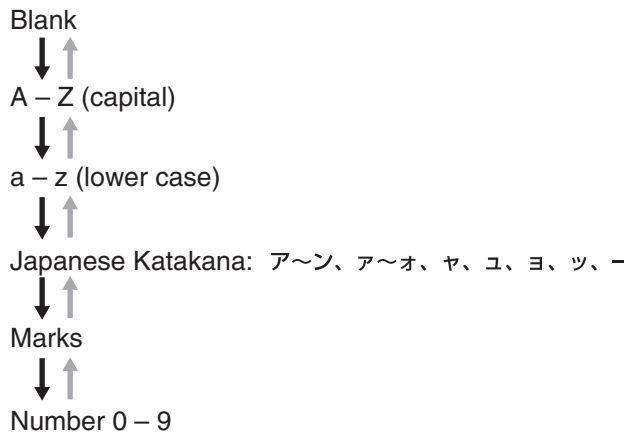 Blank
A – Z (capital)
a – z (lower case)
Japanese Katakana: ア～ン、ァ～ォ、ャ、ュ、ョ、ッ、ー
Marks
Number 0 – 9